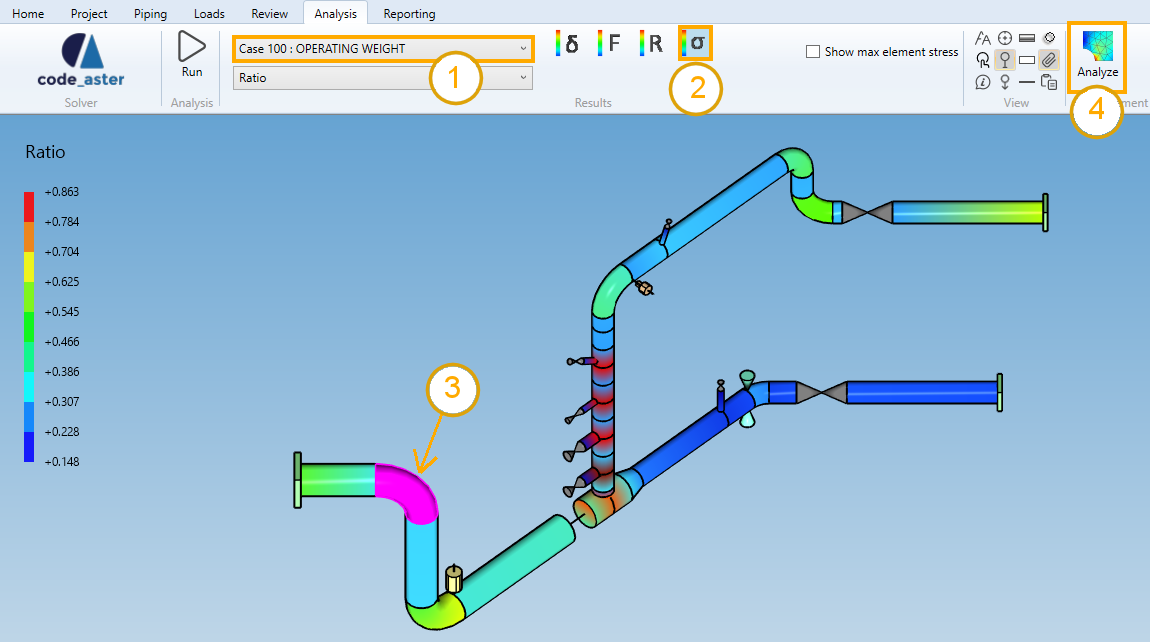 Home Project Piping Loads Review Analysis Reporting
code_aster
Solver
Run
Analysis
Case 100 : OPERATING WEIGHT
Ratio
1
δ F R σ
2
Results
Show max element stress
View
Analyze
4
ment
Ratio
+0.863
+0.784
+0.704
+0.625
+0.545
+0.466
+0.386
+0.307
+0.228
+0.148
3